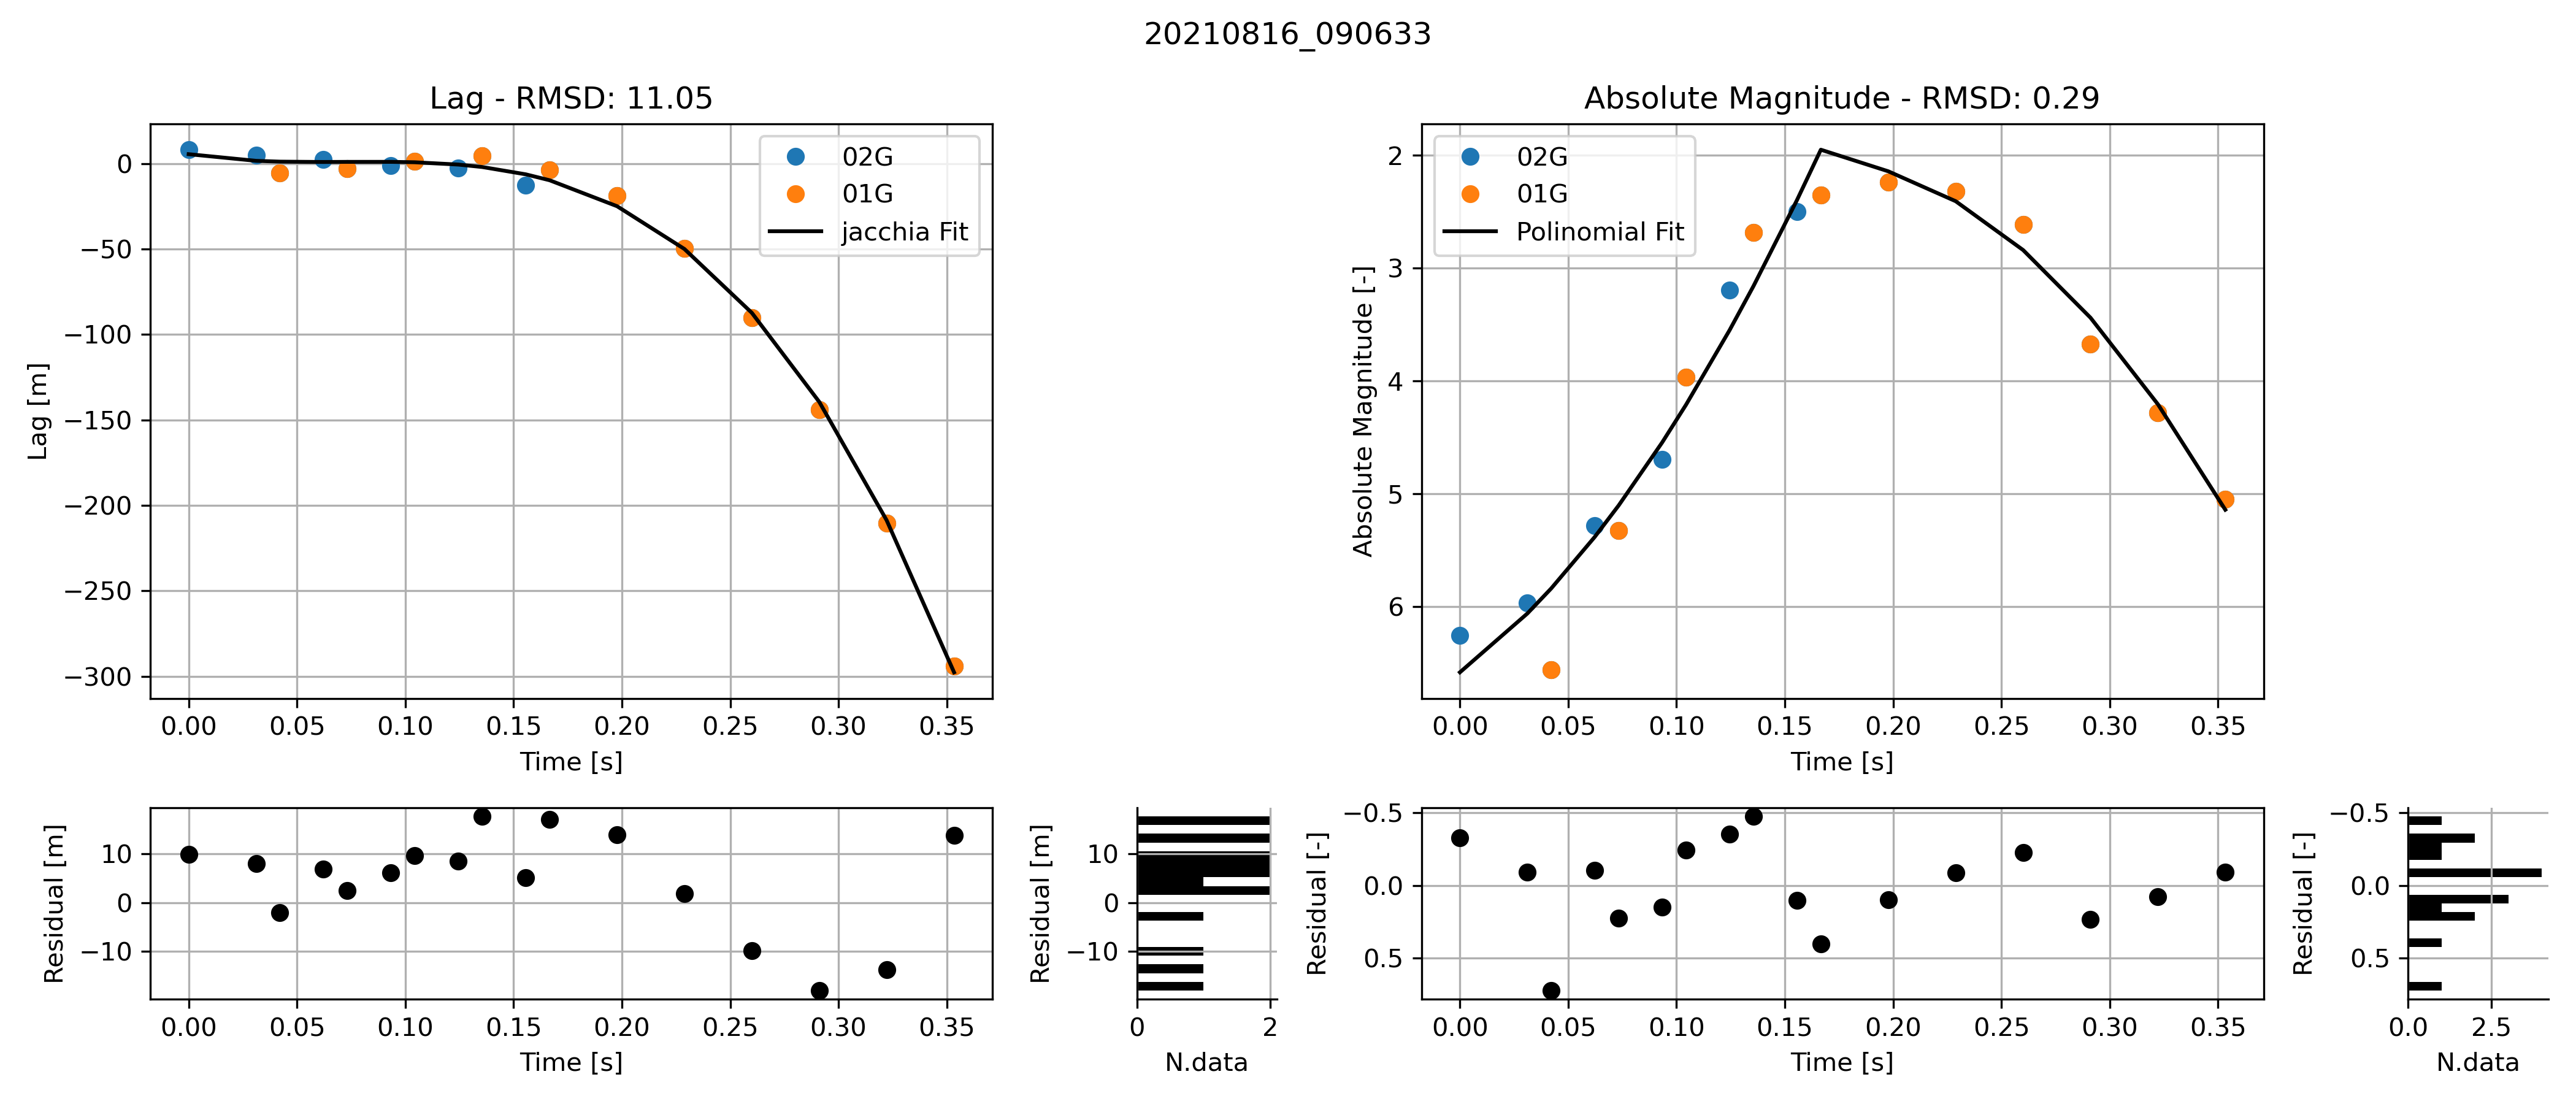 20210816_090633
Lag - RMSD: 11.05
02G
01G
jacchia Fit
0
−50
−100
−150
−200
−250
−300
Lag [m]
0.00 0.05 0.10 0.15 0.20 0.25 0.30 0.35
Time [s]
Absolute Magnitude - RMSD: 0.29
02G
01G
Polinomial Fit
2
3
4
5
6
Absolute Magnitude [-]
0.00 0.05 0.10 0.15 0.20 0.25 0.30 0.35
Time [s]
10
0
−10
Residual [m]
0.00 0.05 0.10 0.15 0.20 0.25 0.30 0.35
Time [s]
10
0
−10
Residual [m]
0 2
N.data
−0.5
0.0
0.5
Residual [-]
0.00 0.05 0.10 0.15 0.20 0.25 0.30 0.35
Time [s]
−0.5
0.0
0.5
Residual [-]
0.0 2.5
N.data